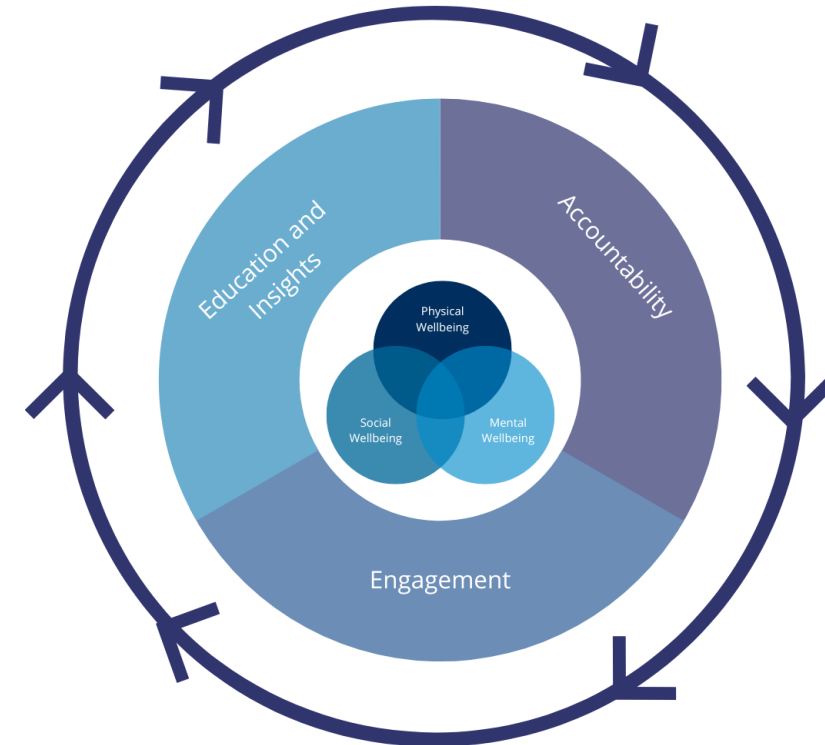 Education and
Insights
Accountability
Physical
Wellbeing
Social
Wellbeing
Mental
Wellbeing
Engagement